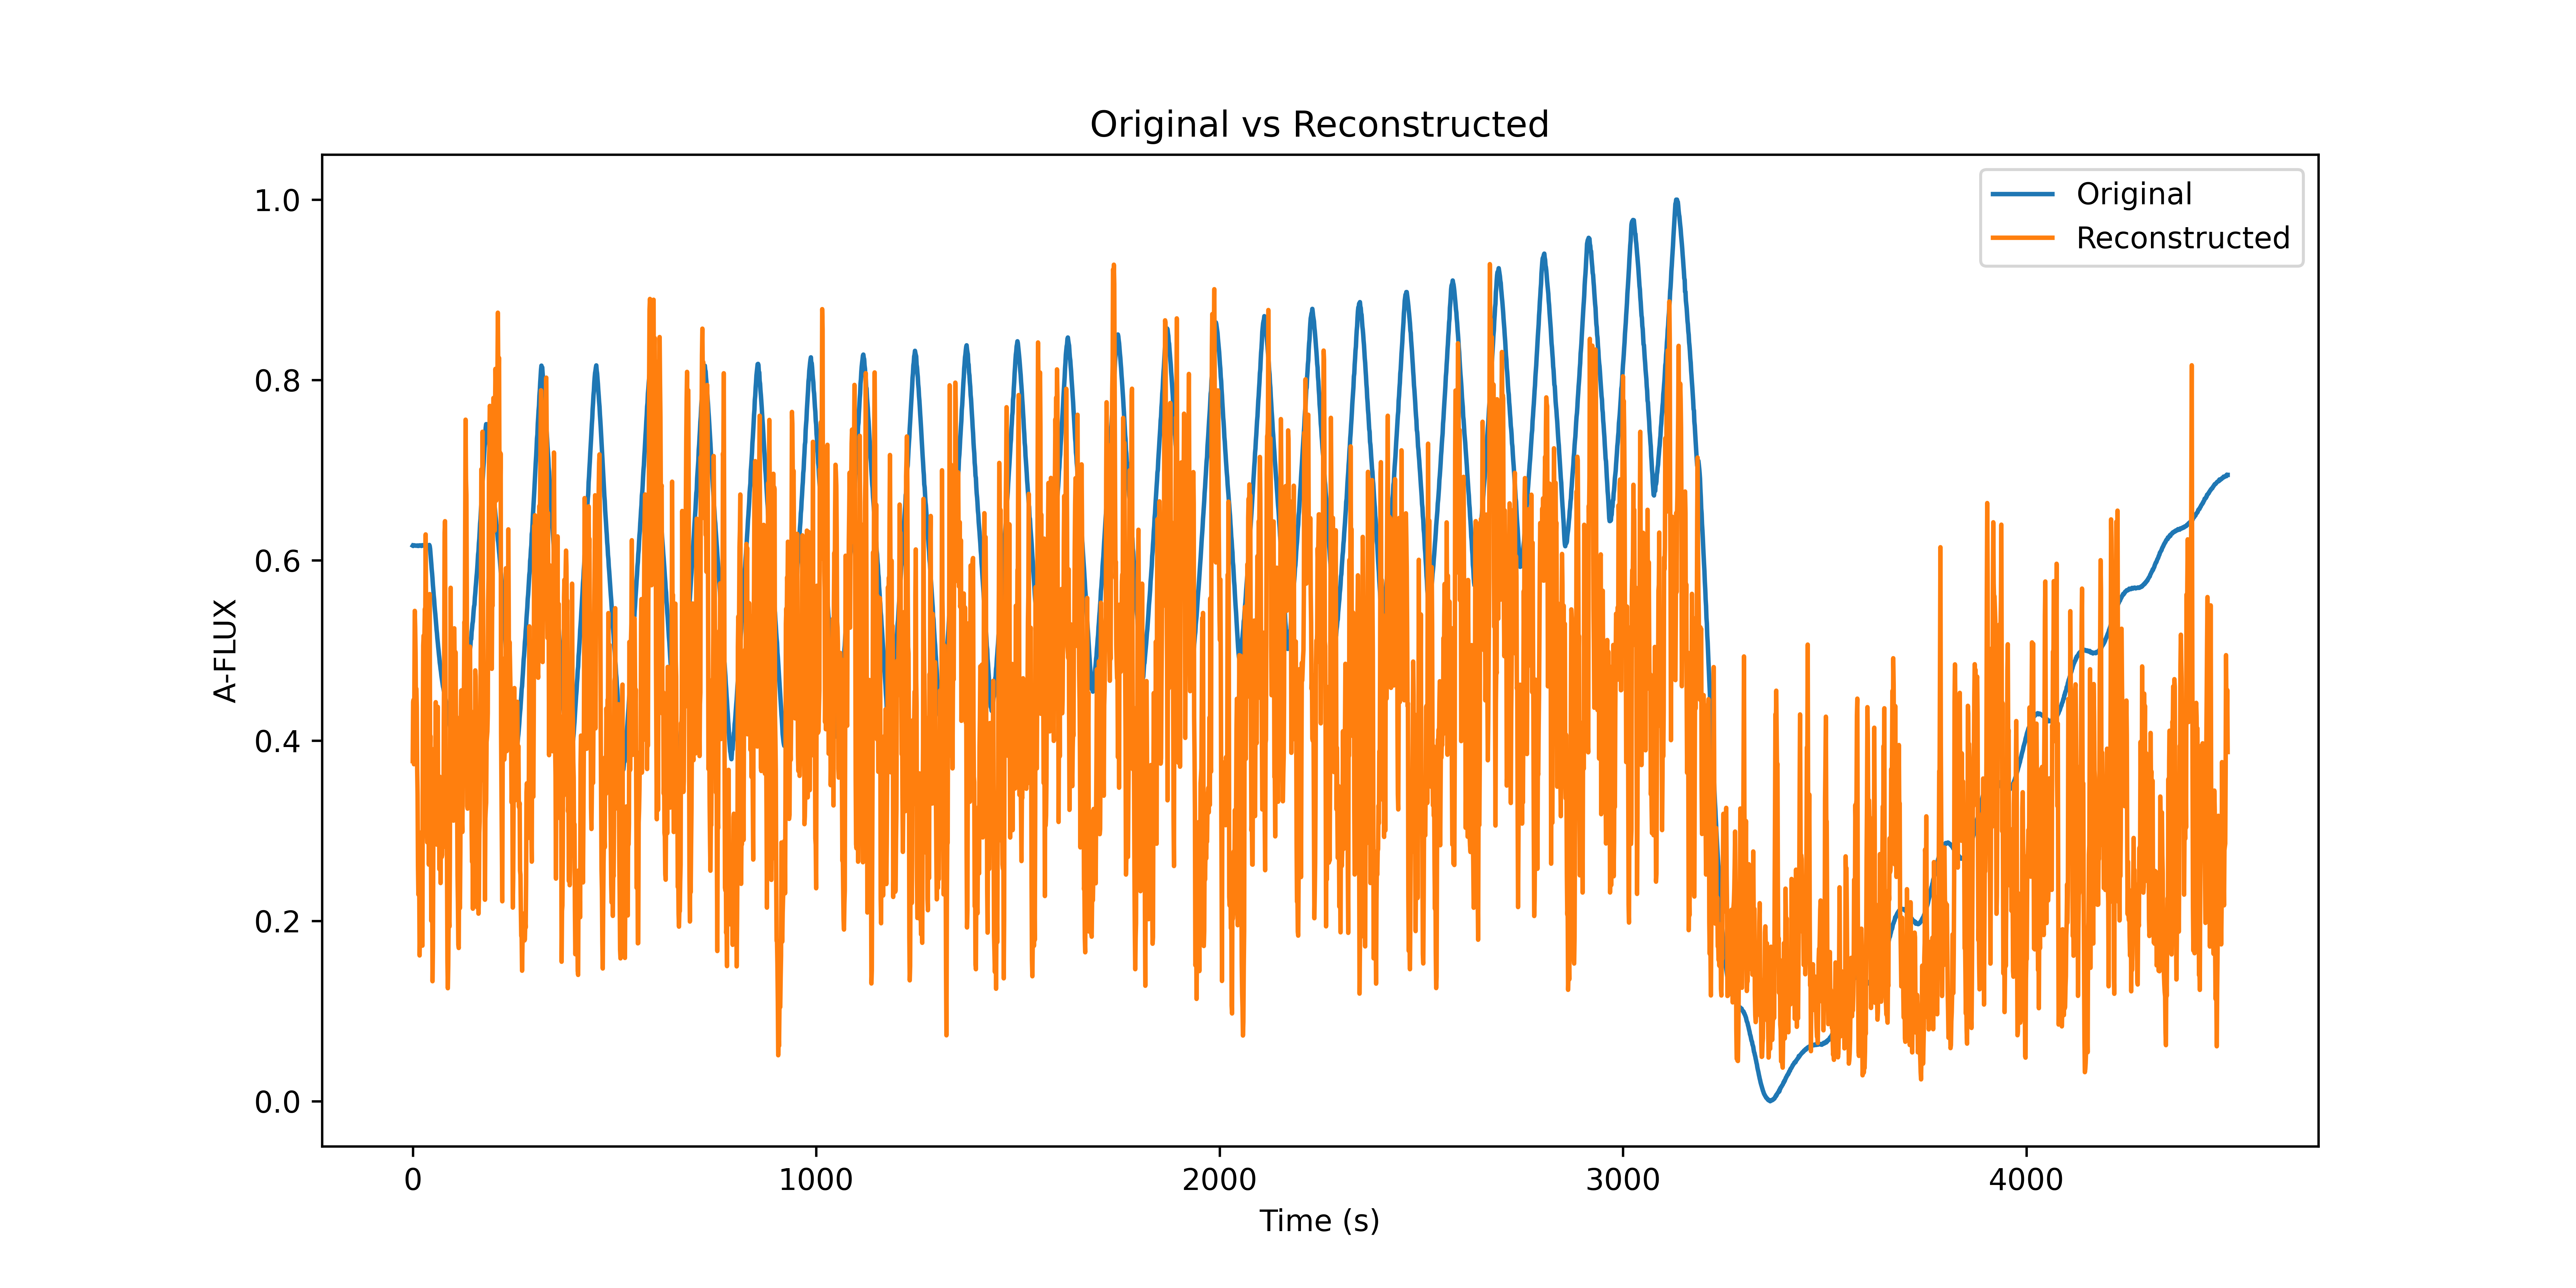 Original vs Reconstructed
Original
Reconstructed
1.0
0.8
0.6
0.4
0.2
0.0
A-FLUX
0 1000 2000 3000 4000
Time (s)